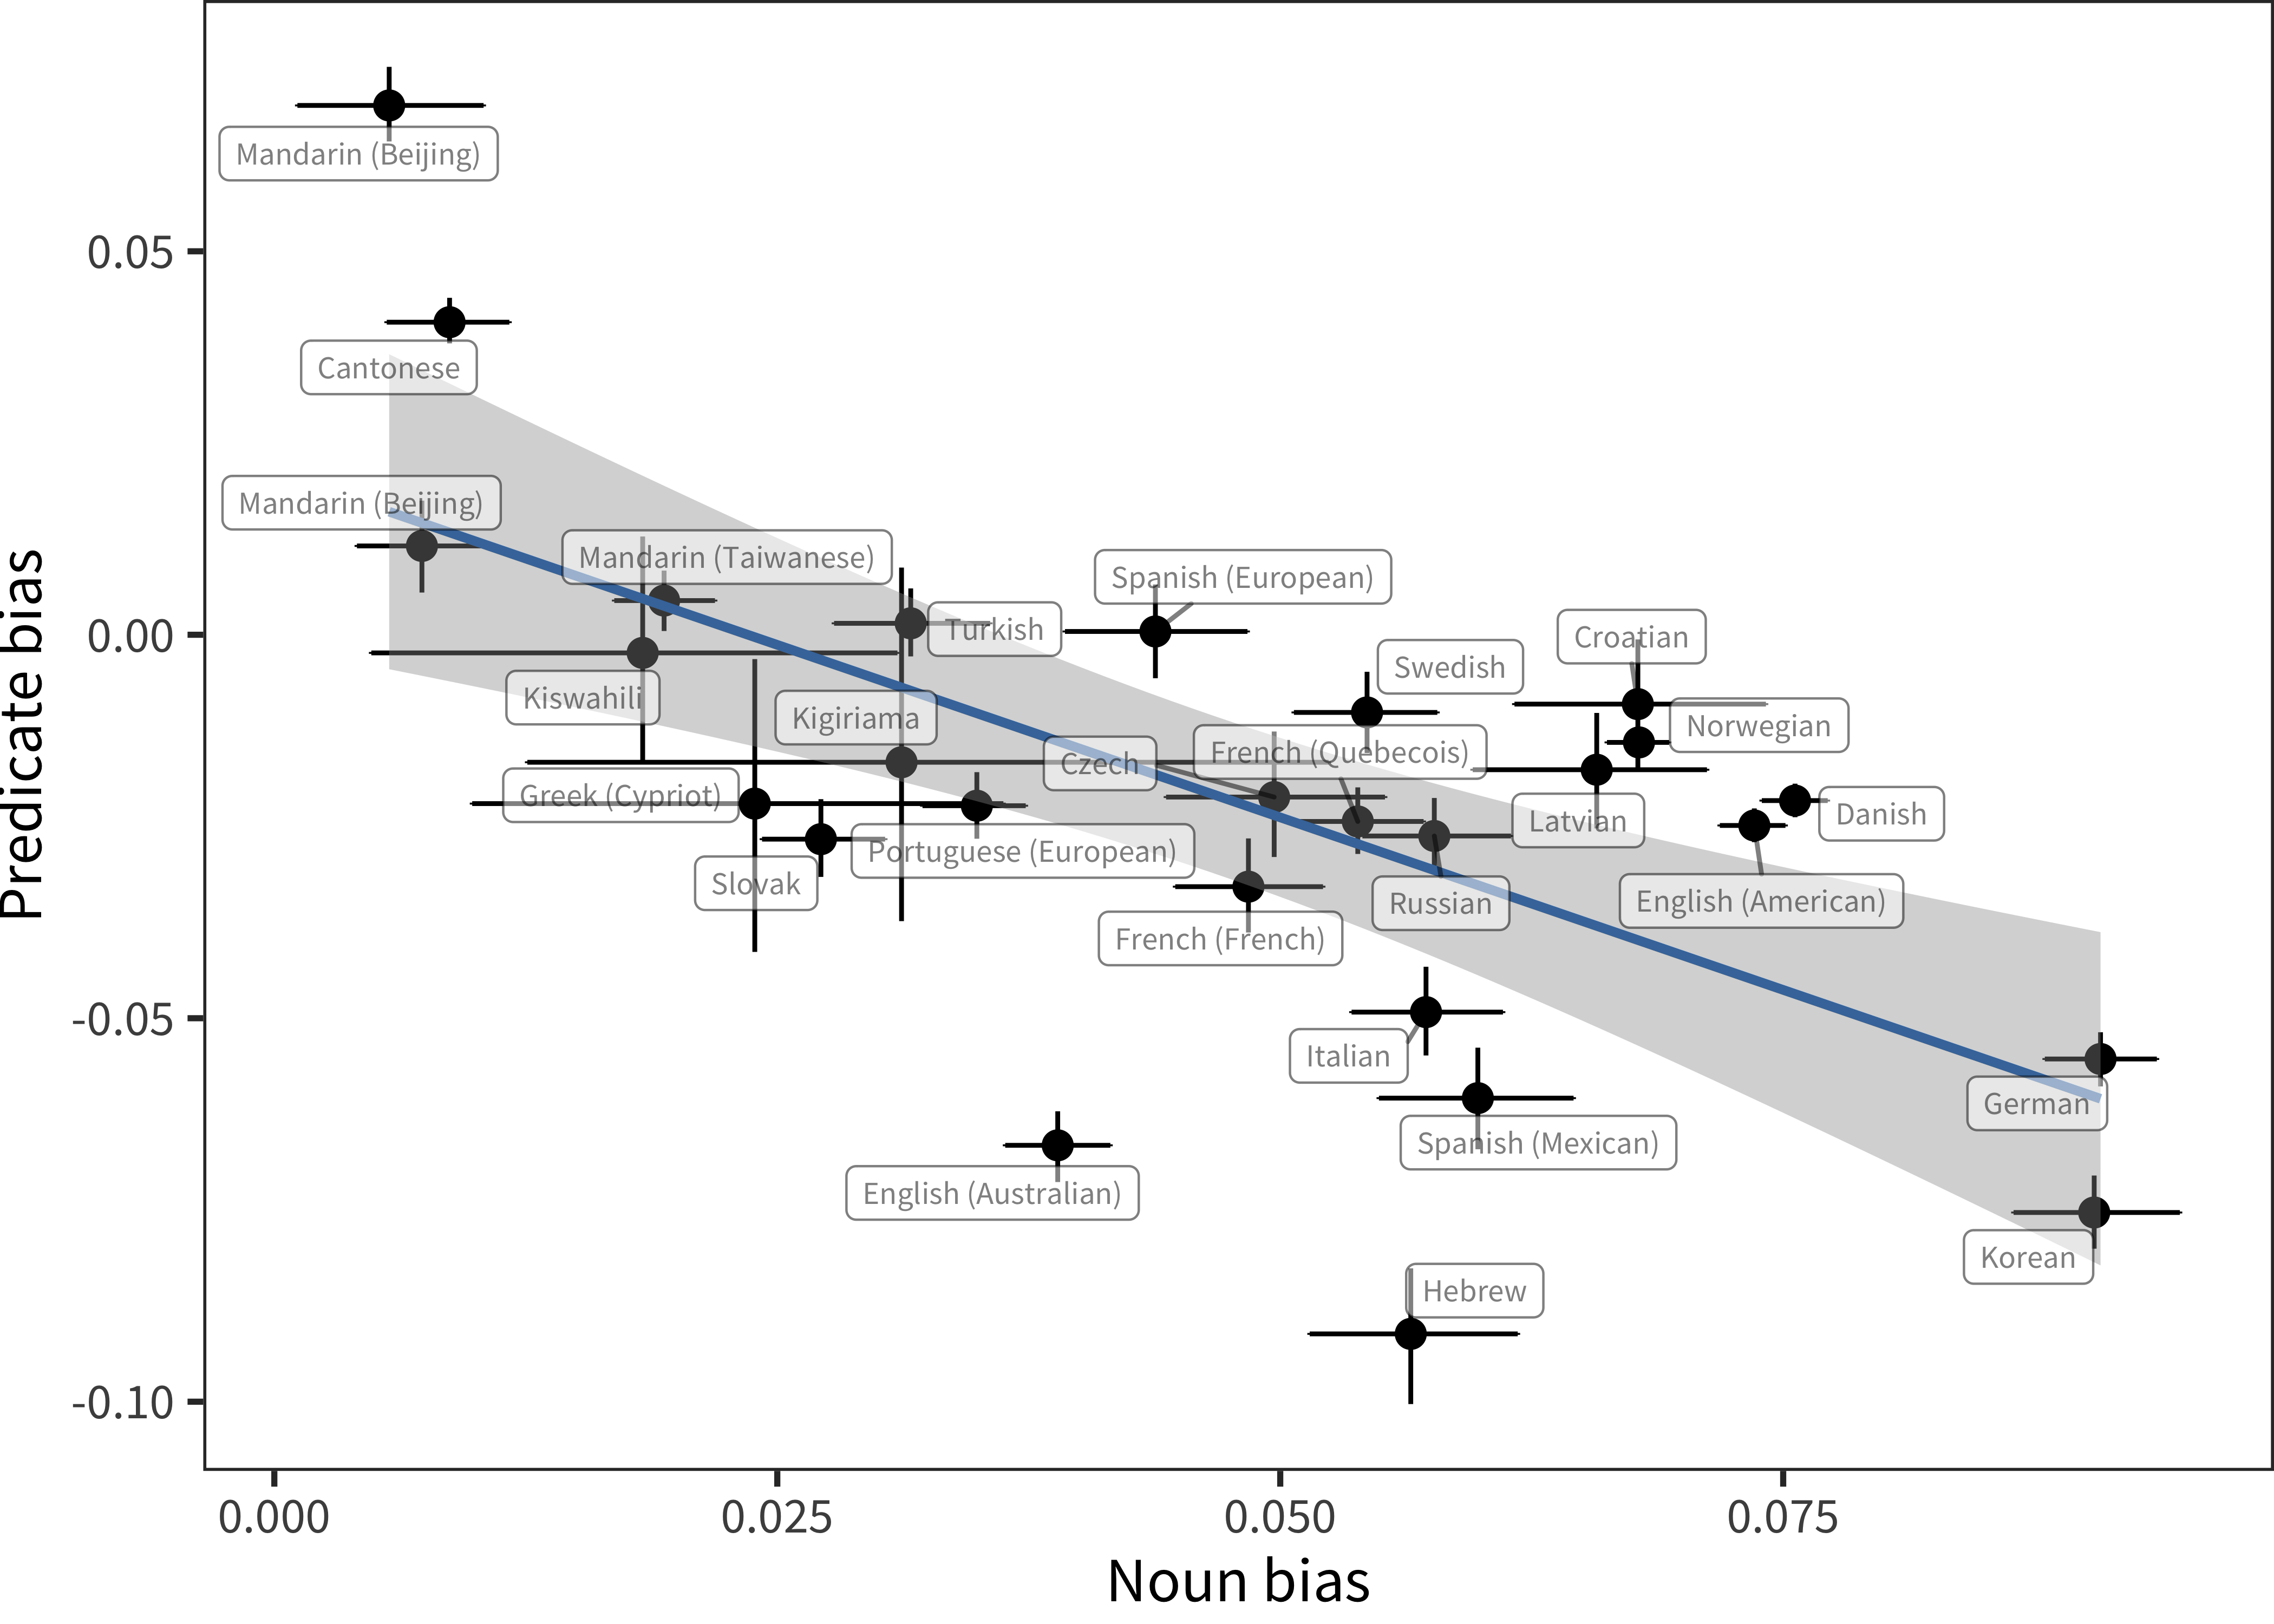 Mandarin (Beijing)
0.05
Cantonese
Mandarin (Beijing)
Mandarin (Taiwanese)
Spanish (European)
Turkish
0.00
Croatian
Swedish
Kiswahili
Kigiriama
Norwegian
French (Quebecois)
Czech
Greek (Cypriot)
Danish
Latvian
Portuguese (European)
Slovak
English (American)
Russian
French (French)
Predicate bias
-0.05
Italian
German
Spanish (Mexican)
English (Australian)
Korean
Hebrew
-0.10
0.000
0.025
0.050
0.075
Noun bias